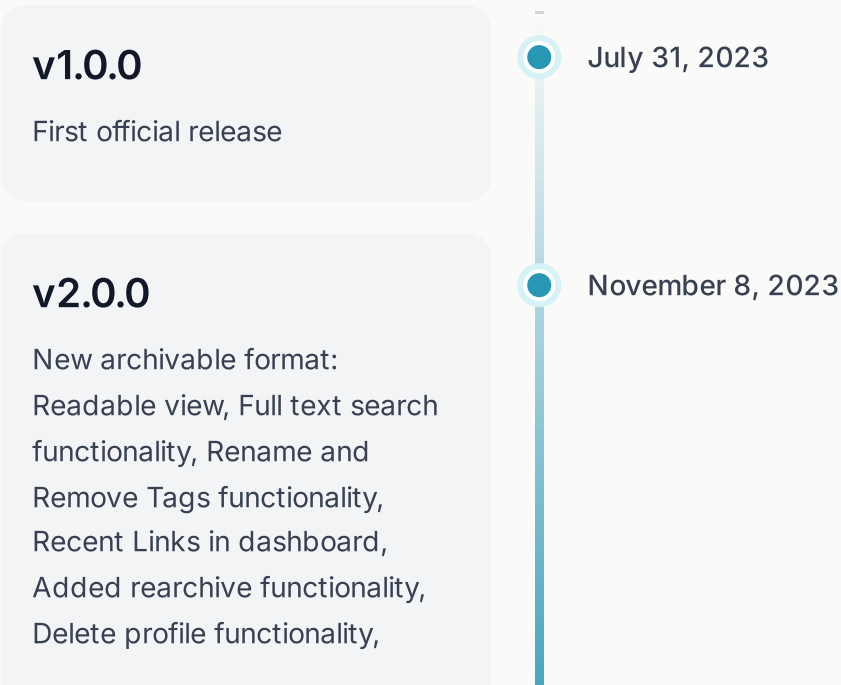 v1.0.0
July 31, 2023
First official release
v2.0.0
November 8, 2023
New archivable format:
Readable view, Full text search
functionality, Rename and
Remove Tags functionality,
Recent Links in dashboard,
Added rearchive functionality,
Delete profile functionality,